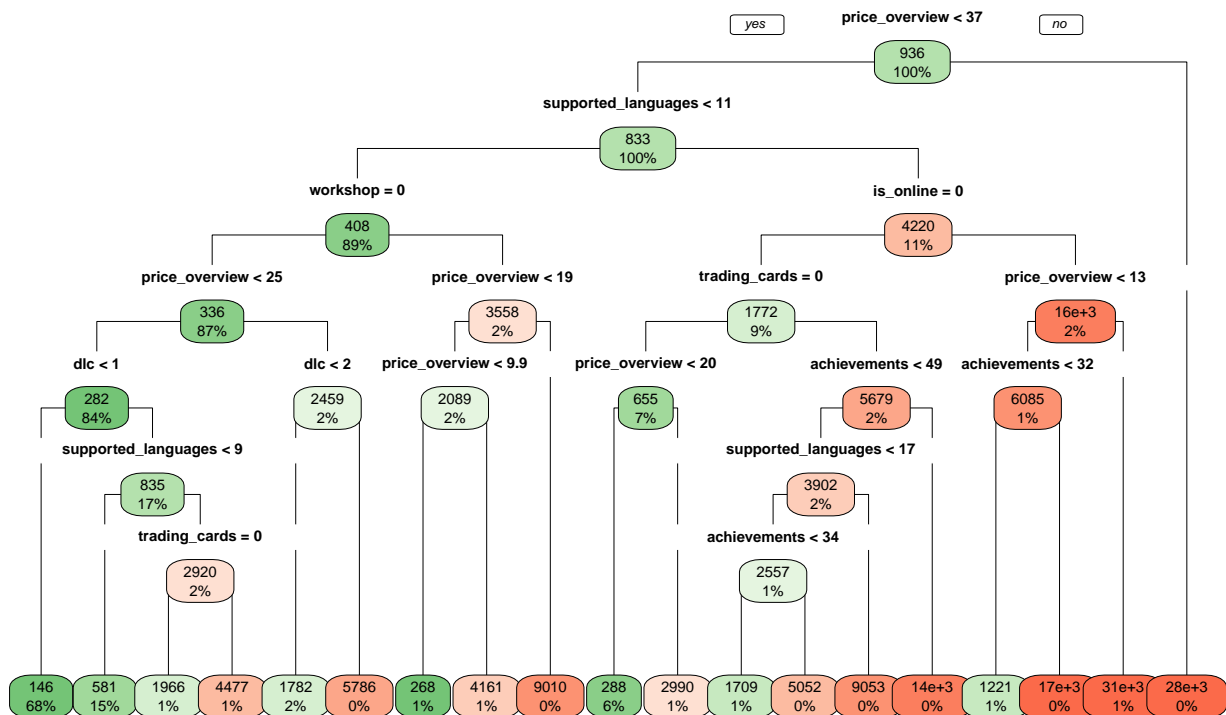 price_overview < 37
yes
no
936
100%
supported_languages < 11
833
100%
workshop = 0
is_online = 0
408
89%
4220
11%
price_overview < 25
price_overview < 19
trading_cards = 0
price_overview < 13
336
87%
3558
2%
1772
9%
16e+3
2%
dlc < 1
dlc < 2
price_overview < 9.9
price_overview < 20
achievements < 49
achievements < 32
282
84%
2459
2%
2089
2%
655
7%
5679
2%
6085
1%
supported_languages < 9
supported_languages < 17
835
17%
3902
2%
trading_cards = 0
achievements < 34
2920
2%
2557
1%
146
68%
581
15%
1966
1%
4477
1%
1782
2%
5786
0%
268
1%
4161
1%
9010
0%
288
6%
2990
1%
1709
1%
5052
0%
9053
0%
14e+3
0%
1221
1%
17e+3
0%
31e+3
1%
28e+3
0%